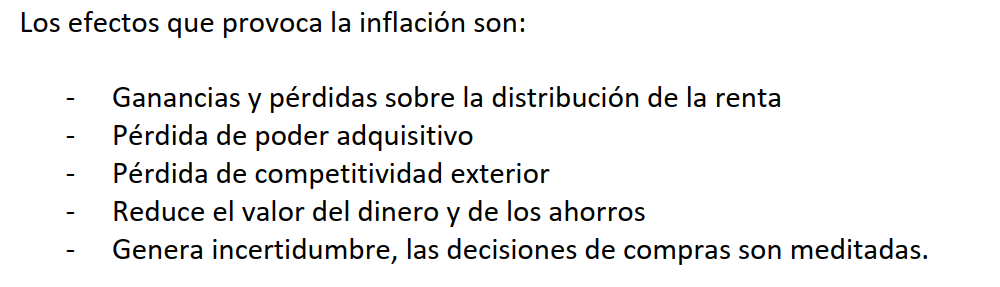 Los efectos que provoca la inflación son:
- Ganancias y pérdidas sobre la distribución de la renta
- Pérdida de poder adquisitivo
- Pérdida de competitividad exterior
- Reduce el valor del dinero y de los ahorros
- Genera incertidumbre, las decisiones de compras son meditadas.